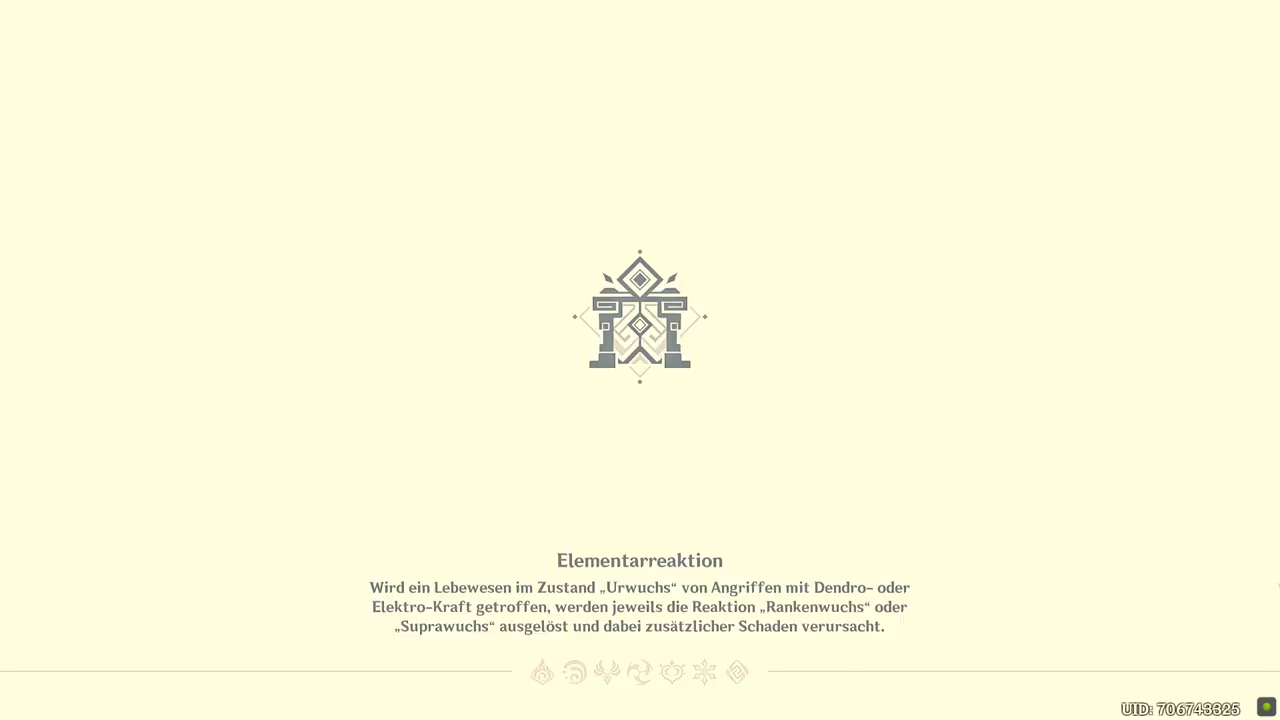 Elementarreaktion
Wird ein Lebewesen im Zustand „Urwuchs“ von Angriffen mit Dendro- oder
Elektro-Kraft getroffen, werden jeweils die Reaktion „Rankenwuchs“ oder
„Suprawuchs“ ausgelöst und dabei zusätzlicher Schaden verursacht.
UID: 706743325